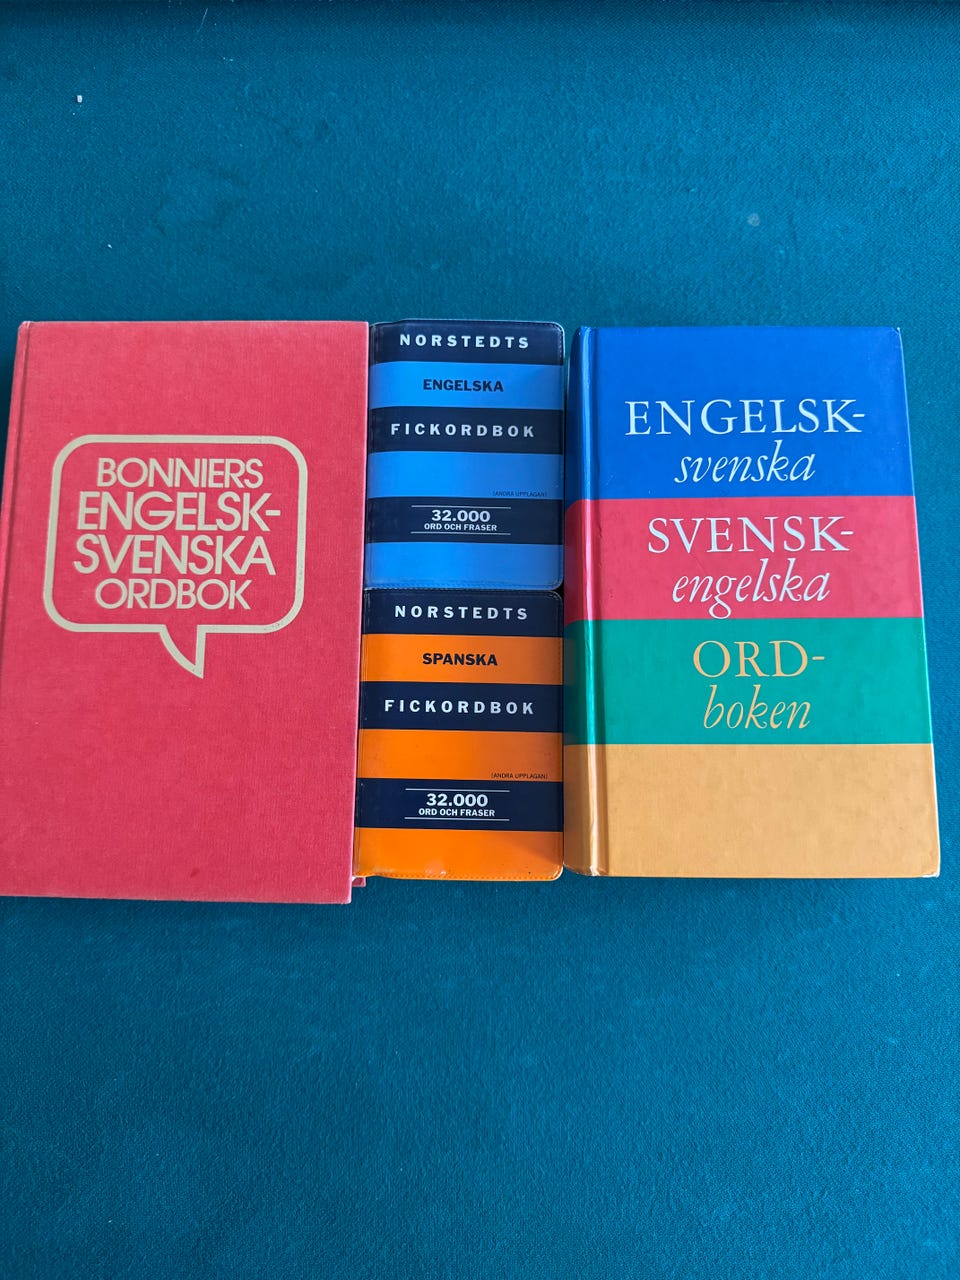 BONNIERS
ENGELSK-
SVENSKA
ORDBOK
NORSTEDTS
ENGELSKA
FICKORDBOK
(ANDRA UPPLAGAN)
32.000
ORD OCH FRASER
NORSTEDTS
SPANSKA
FICKORDBOK
(ANDRA UPPLAGAN)
32.000
ORD OCH FRASER
ENGELSK-
svenska
SVENSK-
engelska
ORD-
boken